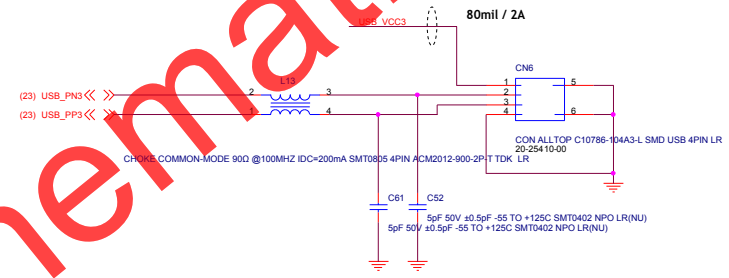 USB_VCC3
80mil / 2A
CN6
L13
(23) USB_PN3
2
3
1
2
5
(23) USB_PP3
1
4
3
4
6
CON ALLTOP C10786-104A3-L SMD USB 4PIN LR
20-25410-00
CHOKE COMMON-MODE 90Ω @100MHZ IDC=200mA SMT0805 4PIN ACM2012-900-2P-T TDK LR
C61
C52
5pF 50V ±0.5pF -55 TO +125C SMT0402 NPO LR(NU)
5pF 50V ±0.5pF -55 TO +125C SMT0402 NPO LR(NU)
hematic